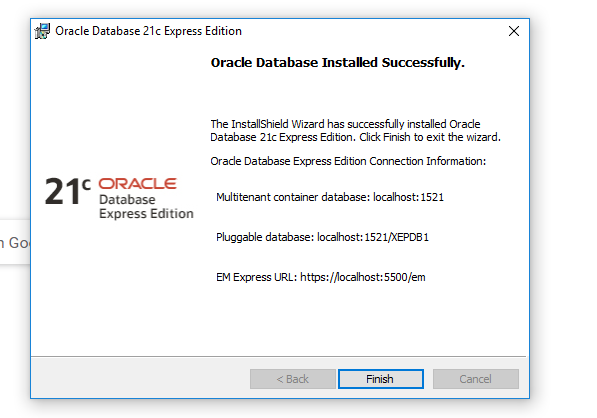 Oracle Database 21c Express Edition
Oracle Database Installed Successfully.
The InstallShield Wizard has successfully installed Oracle
Database 21c Express Edition. Click Finish to exit the wizard.
Oracle Database Express Edition Connection Information:
21c ORACLE
Database
Express Edition
Multitenant container database: localhost:1521
Pluggable database: localhost:1521/XEPDB1
n Goo
EM Express URL: https://localhost:5500/em
< Back
Finish
Cancel